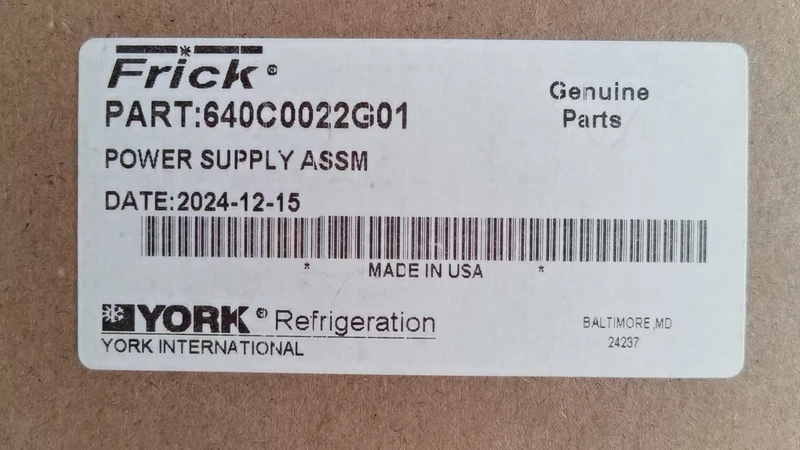 Frick®
Genuine
Parts
PART:640C0022G01
POWER SUPPLY ASSM
DATE:2024-12-15
* MADE IN USA *
YORK® Refrigeration
YORK INTERNATIONAL
BALTIMORE,MD
24237